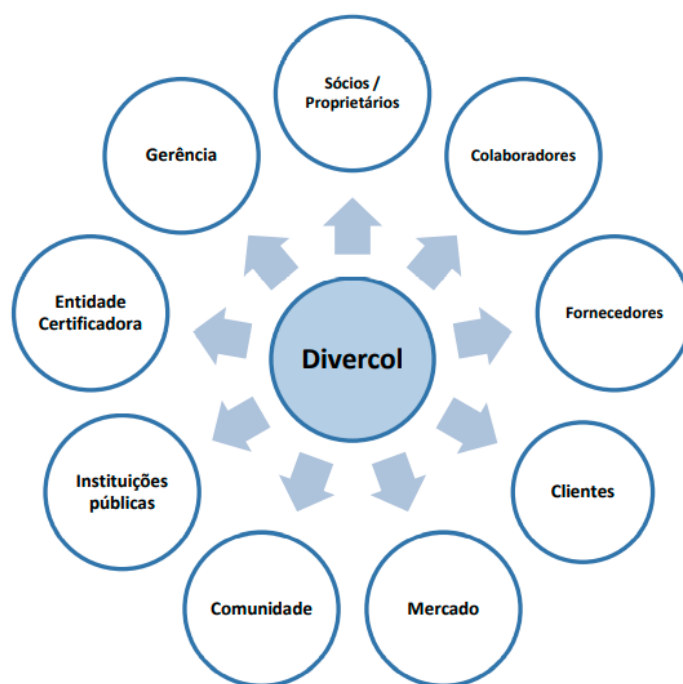 Sócios /
Proprietários
Colaboradores
Fornecedores
Clientes
Mercado
Comunidade
Instituições
públicas
Entidade
Certificadora
Gerência
Divercol